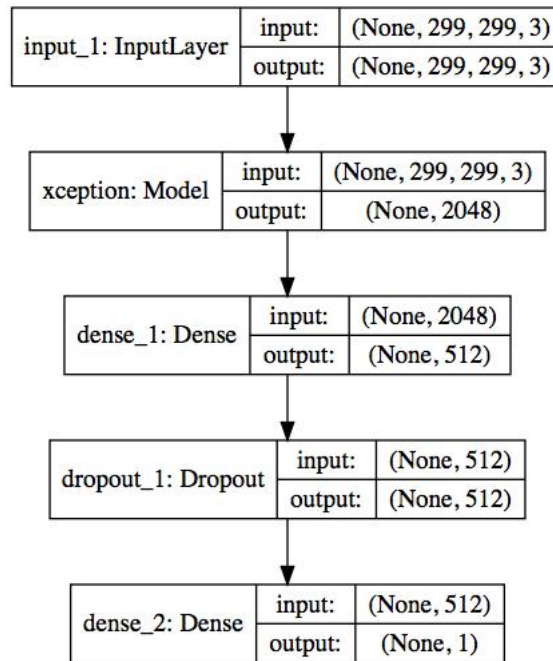 input_1: InputLayer
input: (None, 299, 299, 3)
output: (None, 299, 299, 3)
xception: Model
input: (None, 299, 299, 3)
output: (None, 2048)
dense_1: Dense
input: (None, 2048)
output: (None, 512)
dropout_1: Dropout
input: (None, 512)
output: (None, 512)
dense_2: Dense
input: (None, 512)
output: (None, 1)